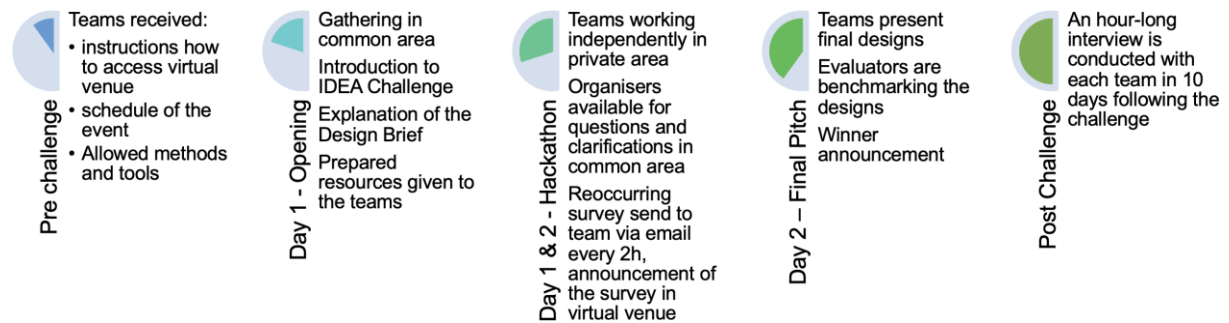 Pre challenge
Teams received:
• instructions how
to access virtual
venue
• schedule of the
event
• Allowed methods
and tools
Day 1 - Opening
Gathering in
common area
Introduction to
IDEA Challenge
Explanation of the
Design Brief
Prepared
resources given to
the teams
Day 1 & 2 - Hackathon
Teams working
independently in
private area
Organisers
available for
questions and
clarifications in
common area
Reoccurring
survey send to
team via email
every 2h,
announcement of
the survey in
virtual venue
Day 2 – Final Pitch
Teams present
final designs
Evaluators are
benchmarking the
designs
Winner
announcement
Post Challenge
An hour-long
interview is
conducted with
each team in 10
days following the
challenge